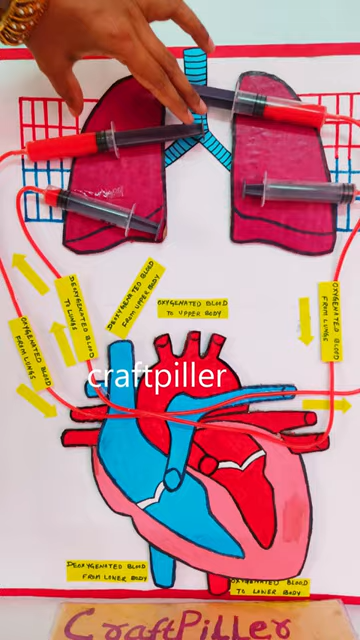 DEOXYGENATED BLOOD
FROM UPPER BODY
OXYGENATED BLOOD
TO UPPER BODY
DEOXYGENATED BLOOD
TO LUNGS
OXYGENATED BLOOD
FROM LUNGS
OXYGENATED BLOOD
FROM LUNGS
craftpiller
DEOXYGENATED BLOOD
FROM LOWER BODY
OXYGENATED BLOOD
TO LOWER BODY
CraftPiller